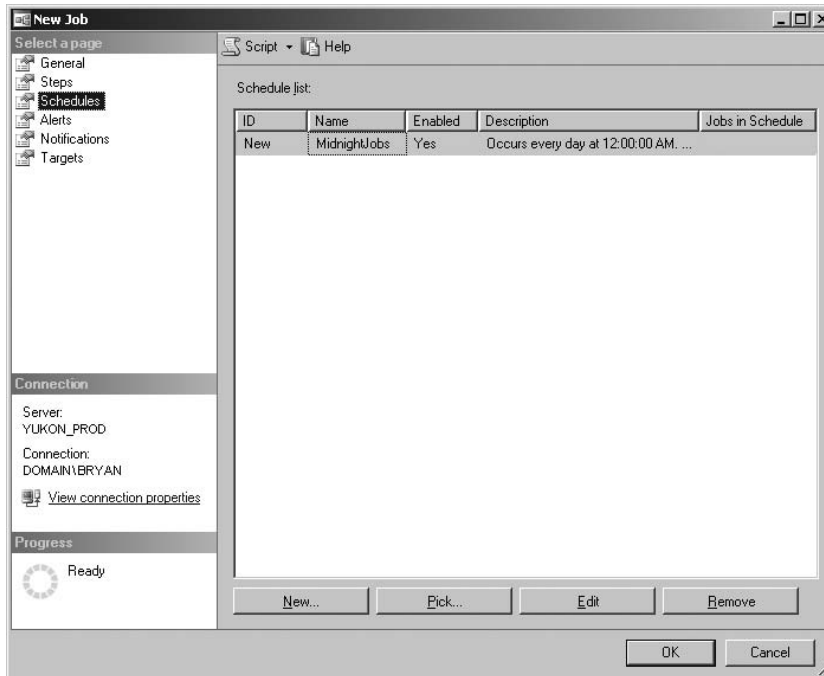 New Job
Select a page
General
Steps
Schedules
Alerts
Notifications
Targets
Connection
Server:
YUKON_PROD
Connection:
DOMAIN\BRYAN
View connection properties
Progress
Ready
Script Help
Schedule list:
ID Name Enabled Description Jobs in Schedule
New MidnightJobs Yes Occurs every day at 12:00:00 AM. ...
New... Pick... Edit Remove
OK Cancel